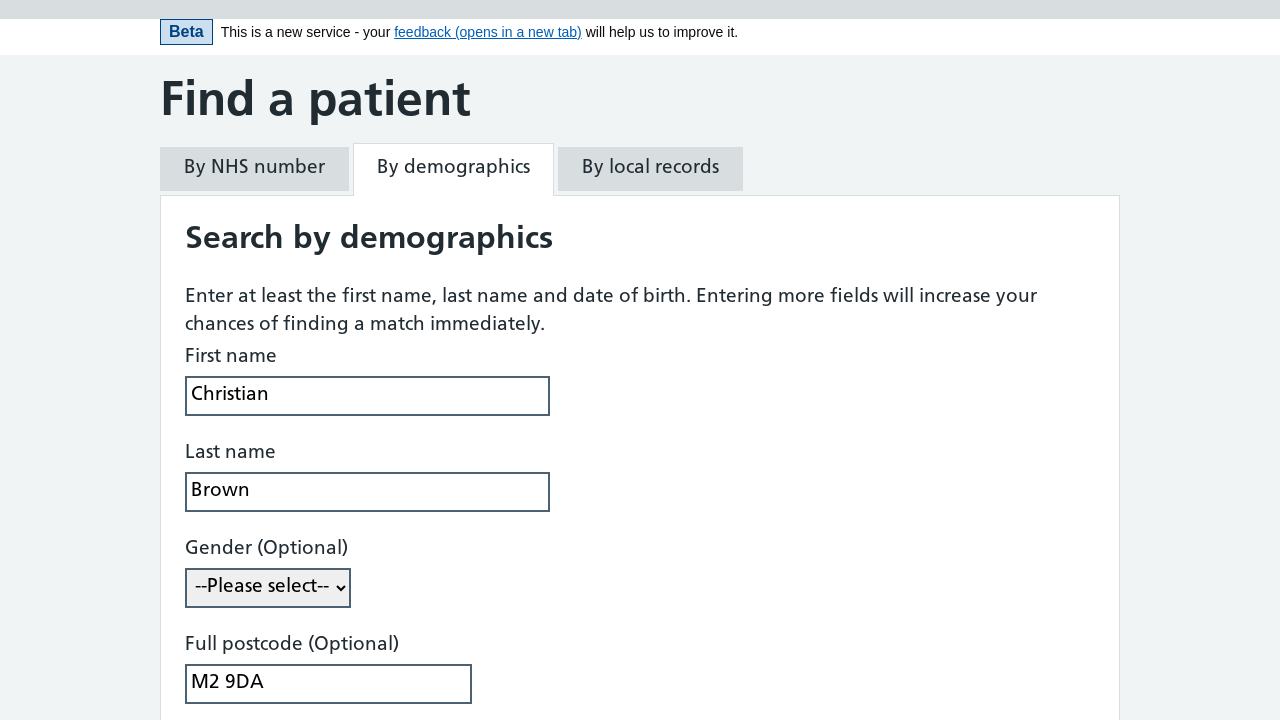 Beta This is a new service - your feedback (opens in a new tab) will help us to improve it.
Find a patient
By NHS number By demographics By local records
Search by demographics
Enter at least the first name, last name and date of birth. Entering more fields will increase your
chances of finding a match immediately.
First name
Christian
Last name
Brown
Gender (Optional)
--Please select--
Full postcode (Optional)
M2 9DA